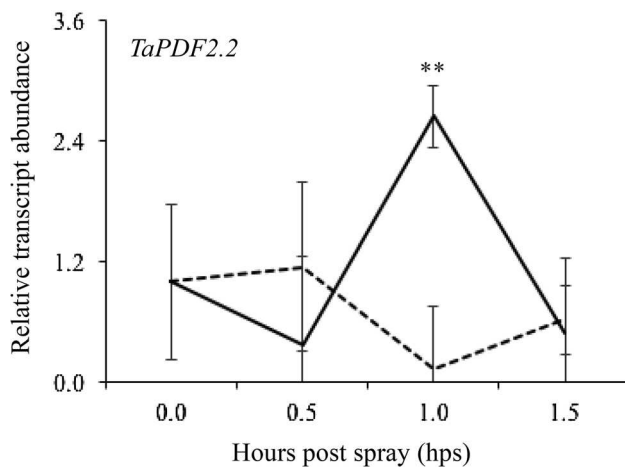 3.6
TaPDF2.2
**
2.4
1.2
0.0
Relative transcript abundance
0.0 0.5 1.0 1.5
Hours post spray (hps)